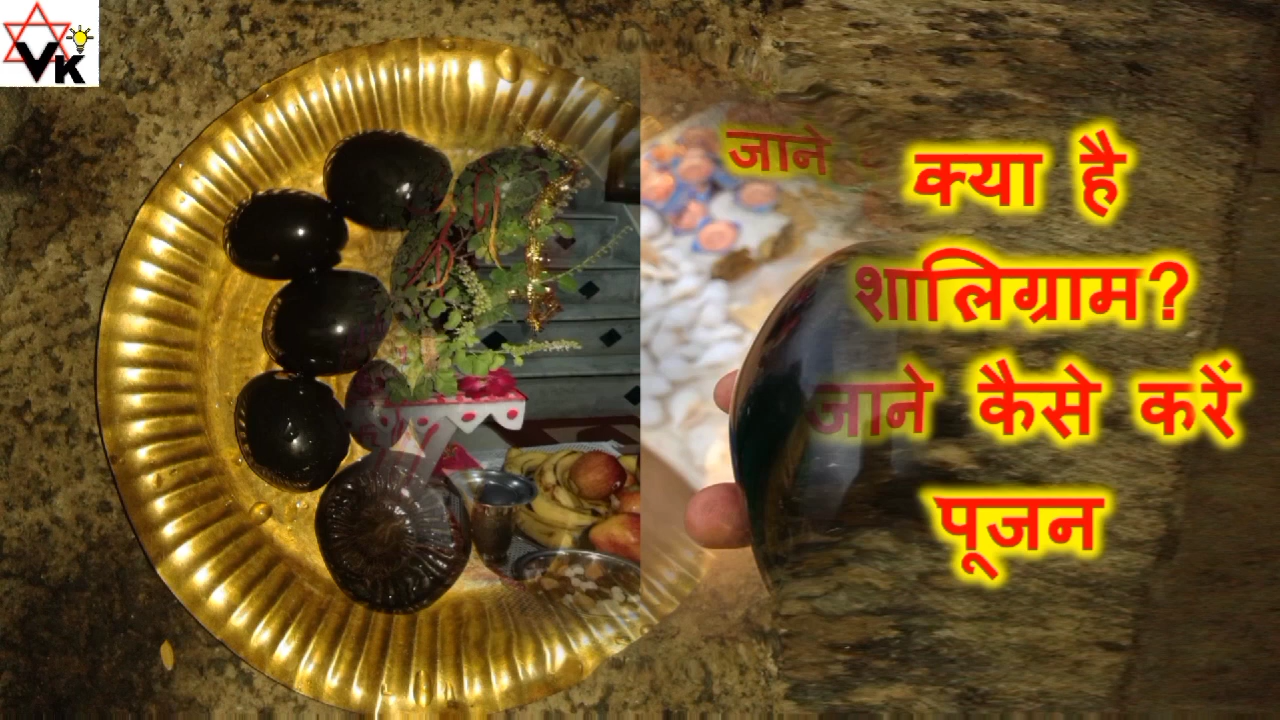 VK
जाने
क्या है
शालिग्राम?
जाने कैसे करें
पूजन